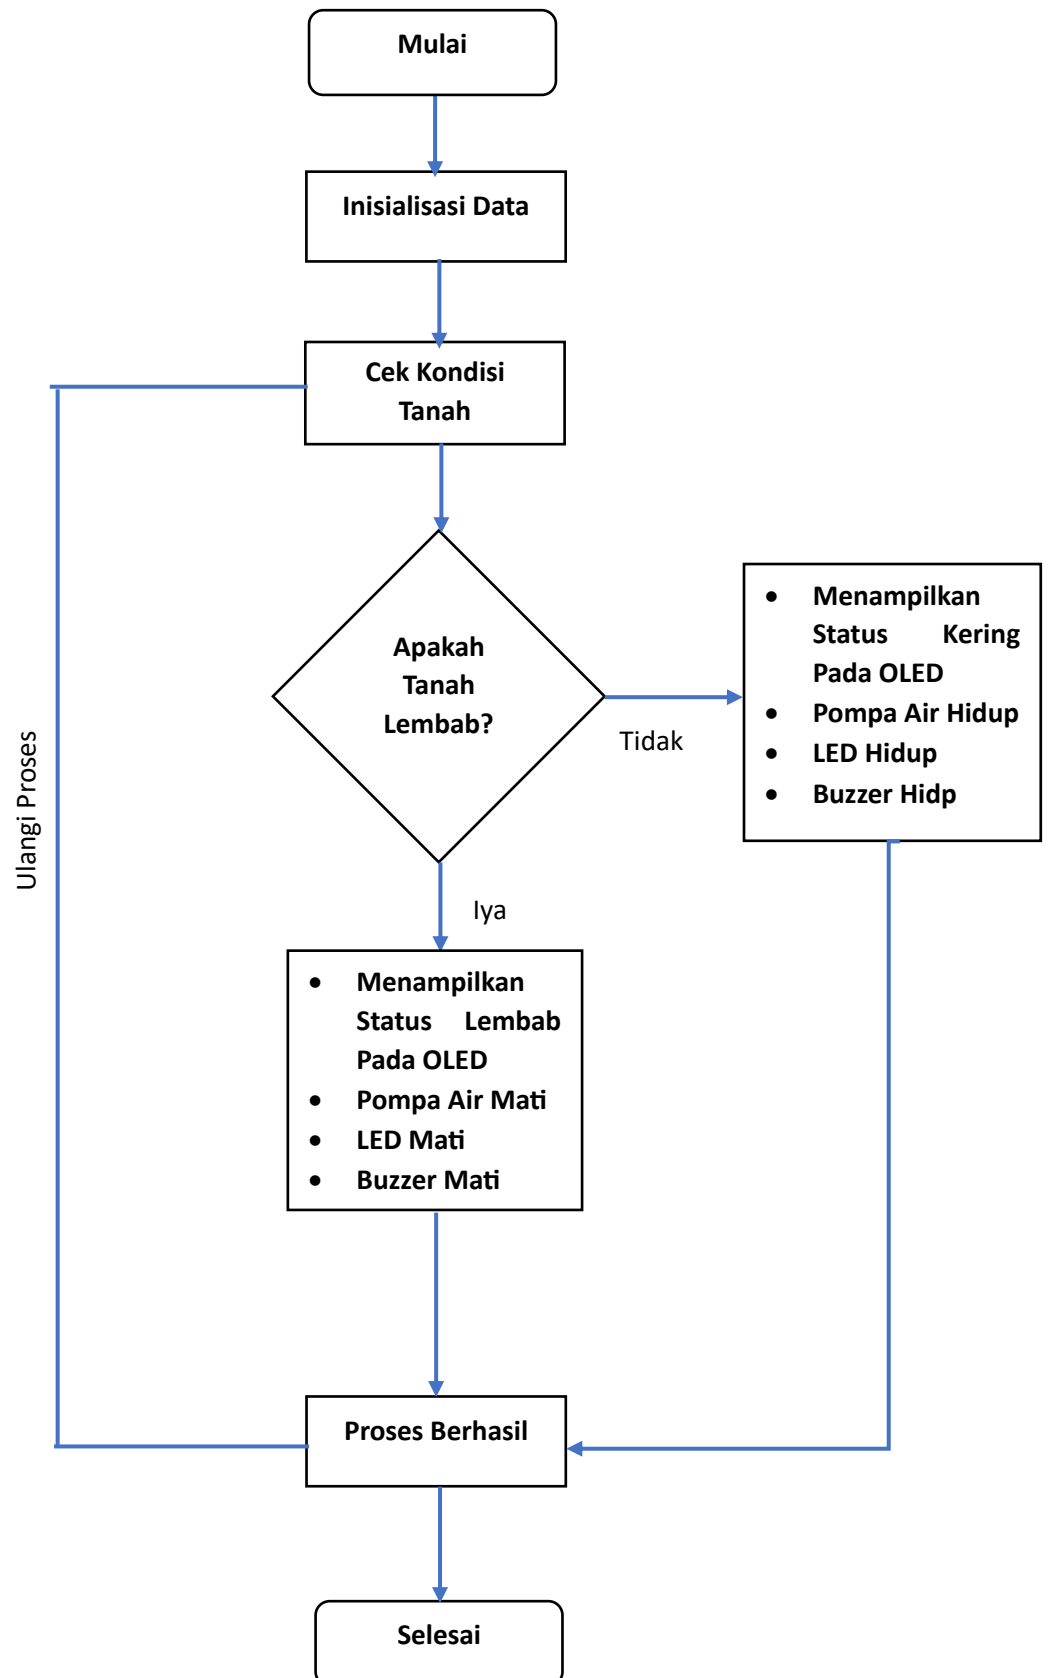 Mulai
Inisialisasi Data
Cek Kondisi
Tanah
Apakah
Tanah
Lembab?
Tidak
• Menampilkan
Status Kering
Pada OLED
• Pompa Air Hidup
• LED Hidup
• Buzzer Hidp
Ulangi Proses
Iya
• Menampilkan
Status Lembab
Pada OLED
• Pompa Air Mati
• LED Mati
• Buzzer Mati
Proses Berhasil
Selesai